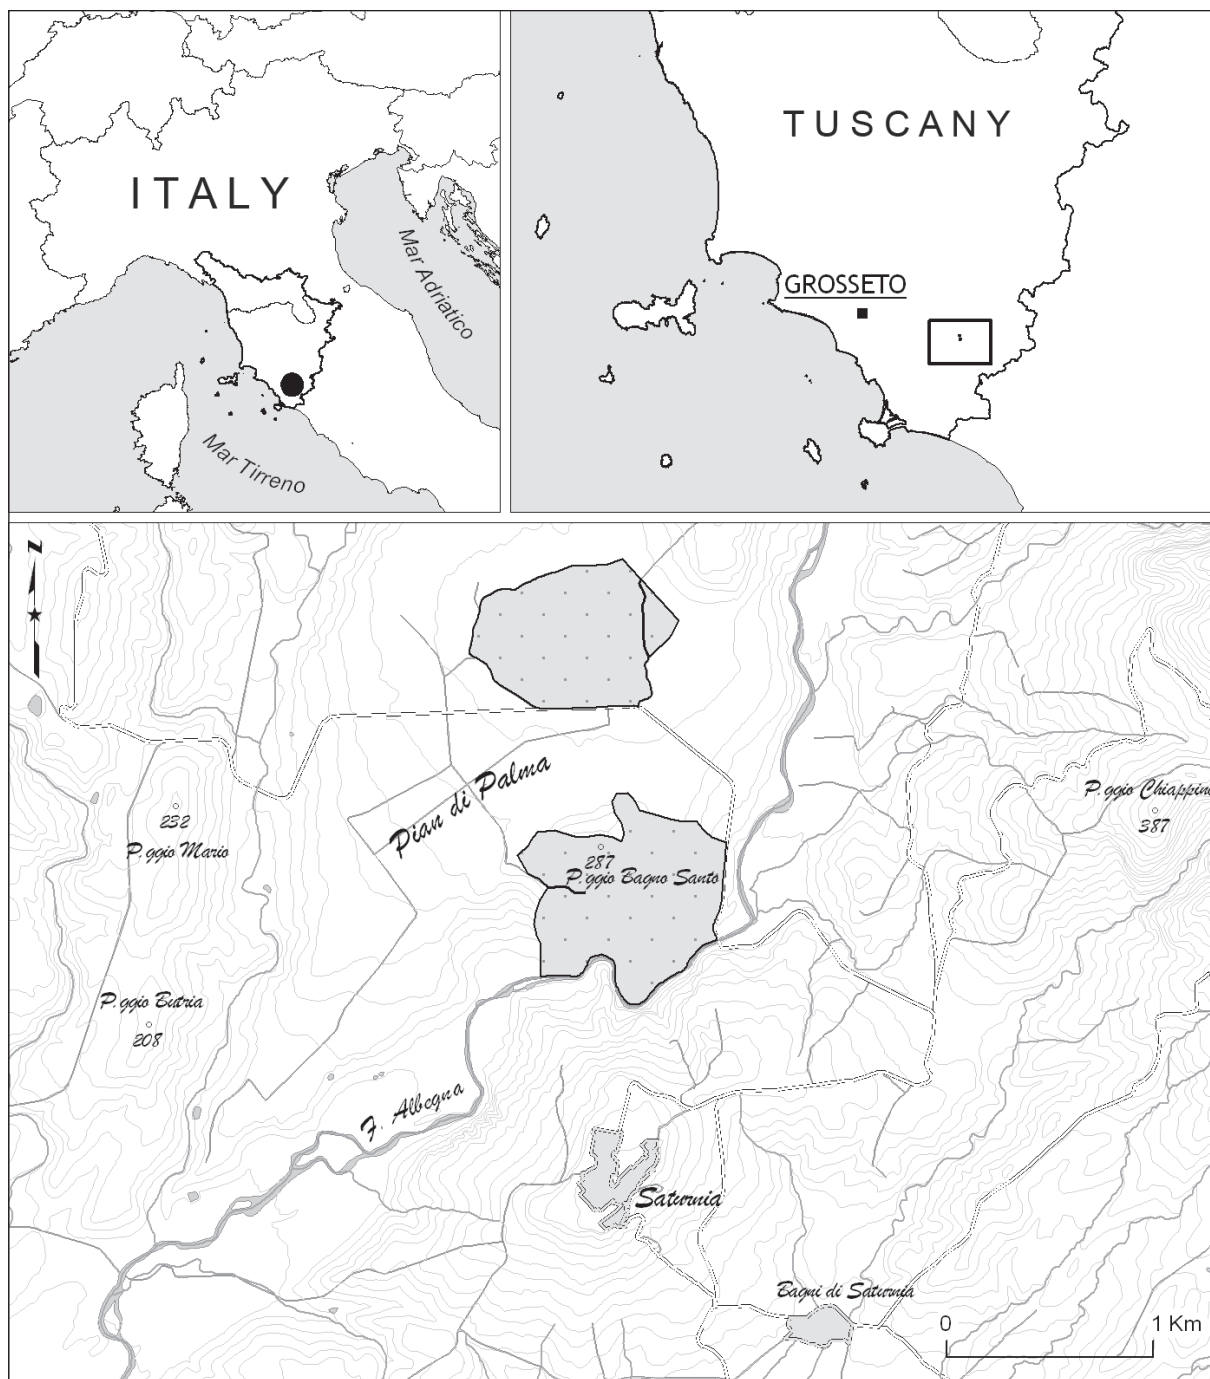 ITALY
Mar Adriatico
Mar Tirreno
TUSCANY
GROSSETO
N
Pian di Palma
232
P.ggio Mario
P.ggio Chiappino
387
287
P.ggio Bagno Santo
P.ggio Butria
208
F. Albegna
Saturnia
Bagni di Saturnia
0 1 Km